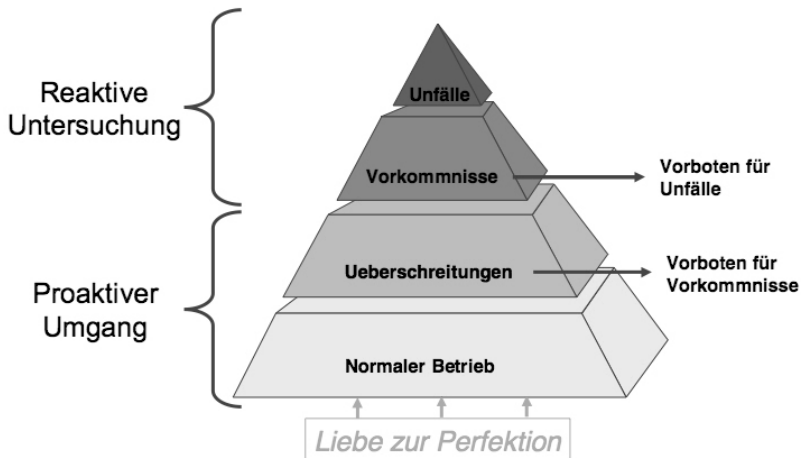 Unfälle
Reaktive
Untersuchung
Vorkommnisse
Vorboten für
Unfälle
Ueberschreitungen
Vorboten für
Vorkommnisse
Proaktiver
Umgang
Normaler Betrieb
Liebe zur Perfektion